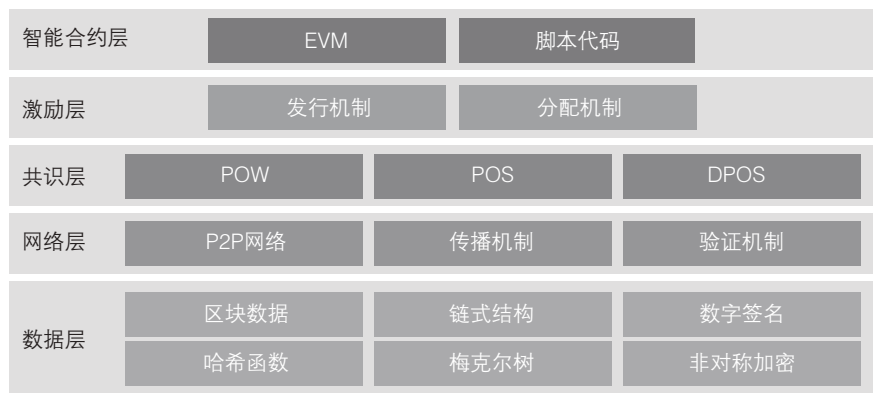 智能合约层
EVM
脚本代码
激励层
发行机制
分配机制
共识层
POW
POS
DPOS
网络层
P2P网络
传播机制
验证机制
数据层
区块数据
链式结构
数字签名
哈希函数
梅克尔树
非对称加密